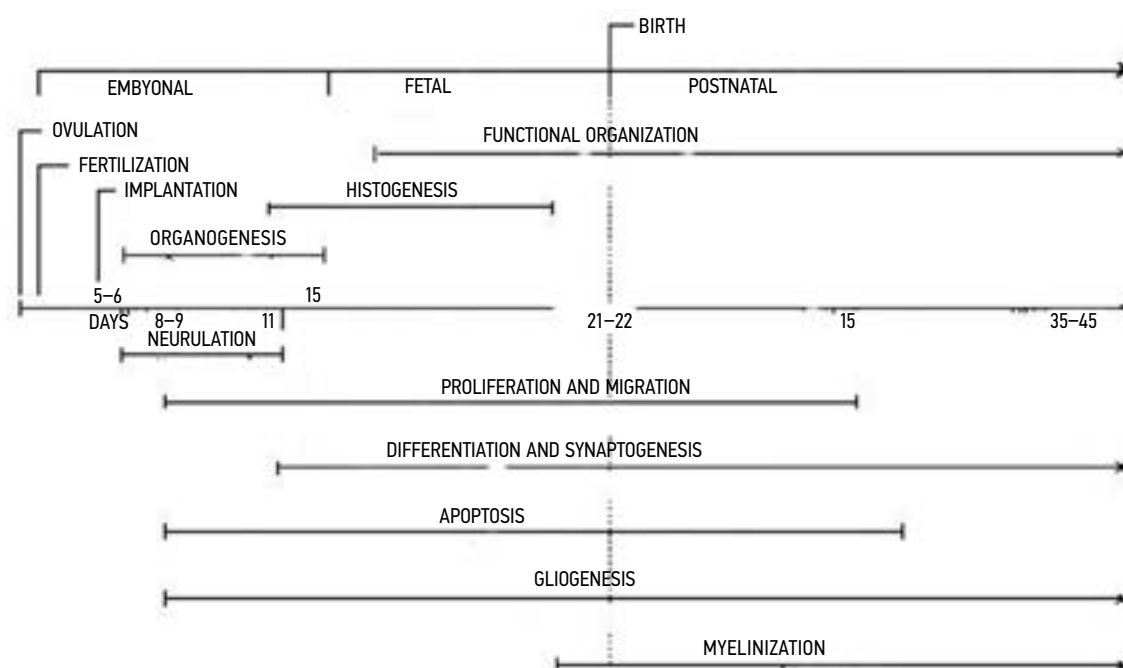 BIRTH
EMBYONAL FETAL POSTNATAL
OVULATION
FUNCTIONAL ORGANIZATION
FERTILIZATION
IMPLANTATION HISTOGENESIS
ORGANOGENESIS
5–6 15
DAYS 8–9 11 21–22 15 35–45
NEURULATION
PROLIFERATION AND MIGRATION
DIFFERENTIATION AND SYNAPTOGENESIS
APOPTOSIS
GLIOGENESIS
MYELINIZATION